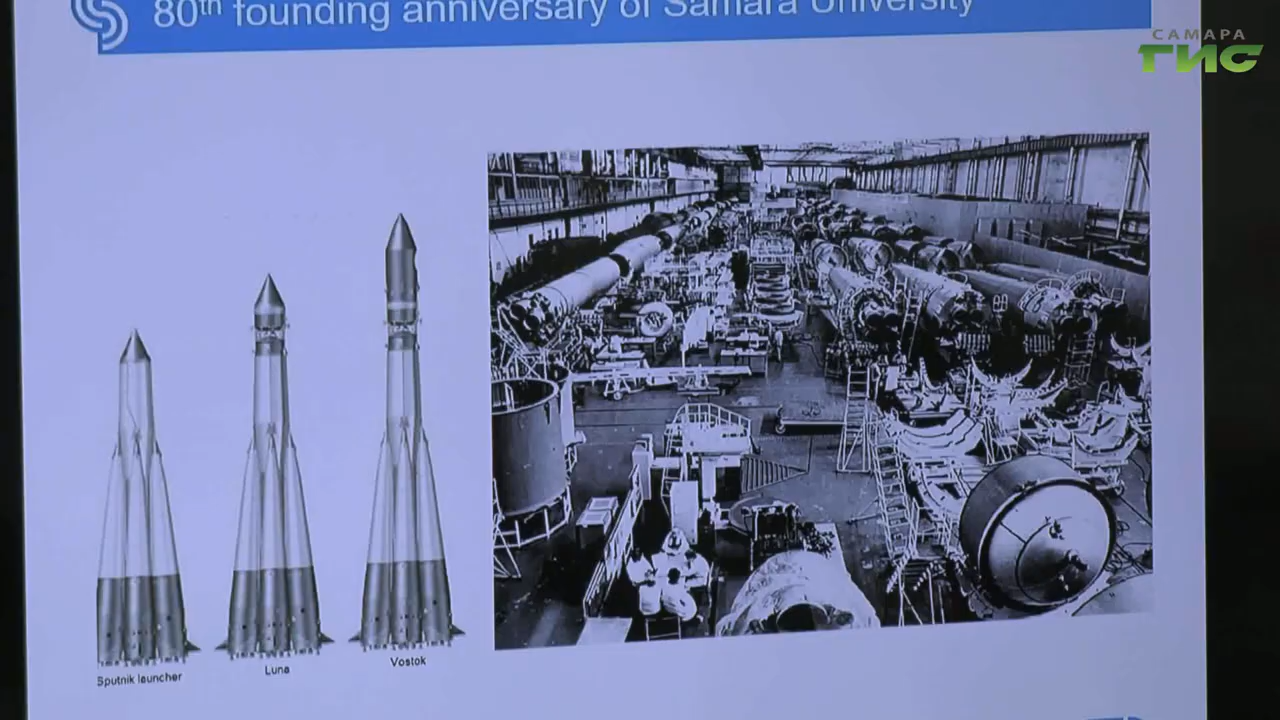 80th founding anniversary of Samara University
САМАРА
ГИС
Sputnik launcher
Luna
Vostok